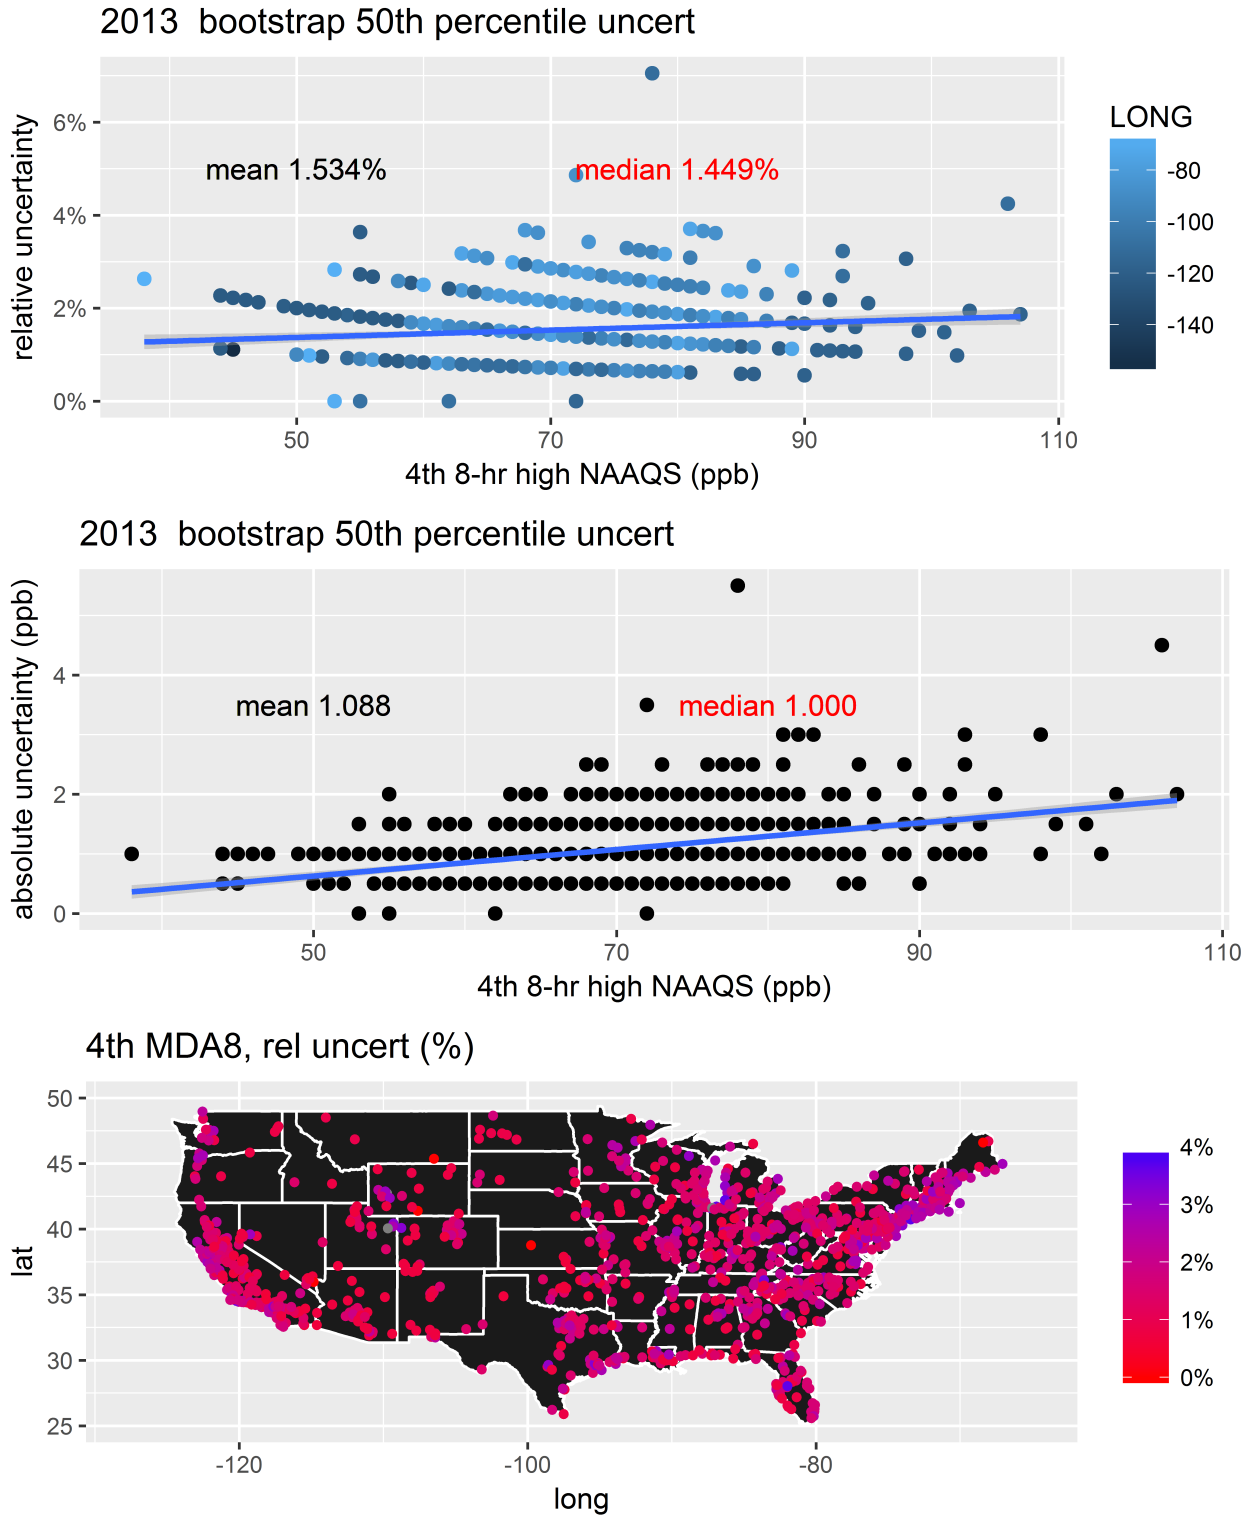 2013  bootstrap 50th percentile uncert
relative uncertainty
6%
4%
2%
0%
mean 1.534%
median 1.449%
50
70
90
110
4th 8-hr high NAAQS (ppb)
LONG
-80
-100
-120
-140
2013  bootstrap 50th percentile uncert
absolute uncertainty (ppb)
4
2
0
mean 1.088
median 1.000
50
70
90
110
4th 8-hr high NAAQS (ppb)
4th MDA8, rel uncert (%)
lat
50
45
40
35
30
25
-120
-100
-80
long
4%
3%
2%
1%
0%